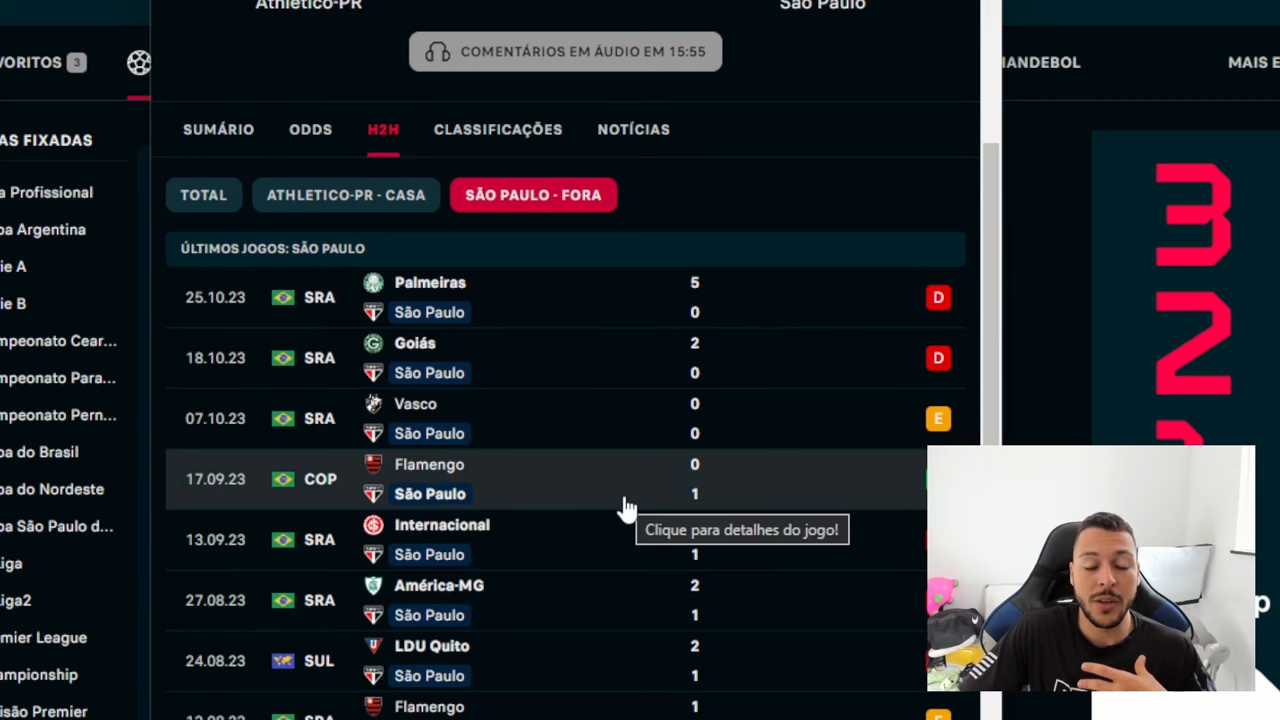 Athletico-PR
São Paulo
COMENTÁRIOS EM ÁUDIO EM 15:55
VORITOS 3
HANDEBOL
MAIS E
SUMÁRIO ODDS H2H CLASSIFICAÇÕES NOTÍCIAS
AS FIXADAS
TOTAL ATHLETICO-PR - CASA SÃO PAULO - FORA
a Profissional
pa Argentina
ie A
ie B
mpeonato Cear...
mpeonato Para...
mpeonato Pern...
pa do Brasil
pa do Nordeste
pa São Paulo d...
Liga
Liga2
emier League
ampionship
visão Premier
ÚLTIMOS JOGOS: SÃO PAULO
25.10.23 SRA Palmeiras 5
São Paulo 0 D
18.10.23 SRA Goiás 2
São Paulo 0 D
07.10.23 SRA Vasco 0
São Paulo 0 E
17.09.23 COP Flamengo 0
São Paulo 1
13.09.23 SRA Internacional
São Paulo 1
Clique para detalhes do jogo!
27.08.23 SRA América-MG 2
São Paulo 1
24.08.23 SUL LDU Quito 2
São Paulo 1
Flamengo 1